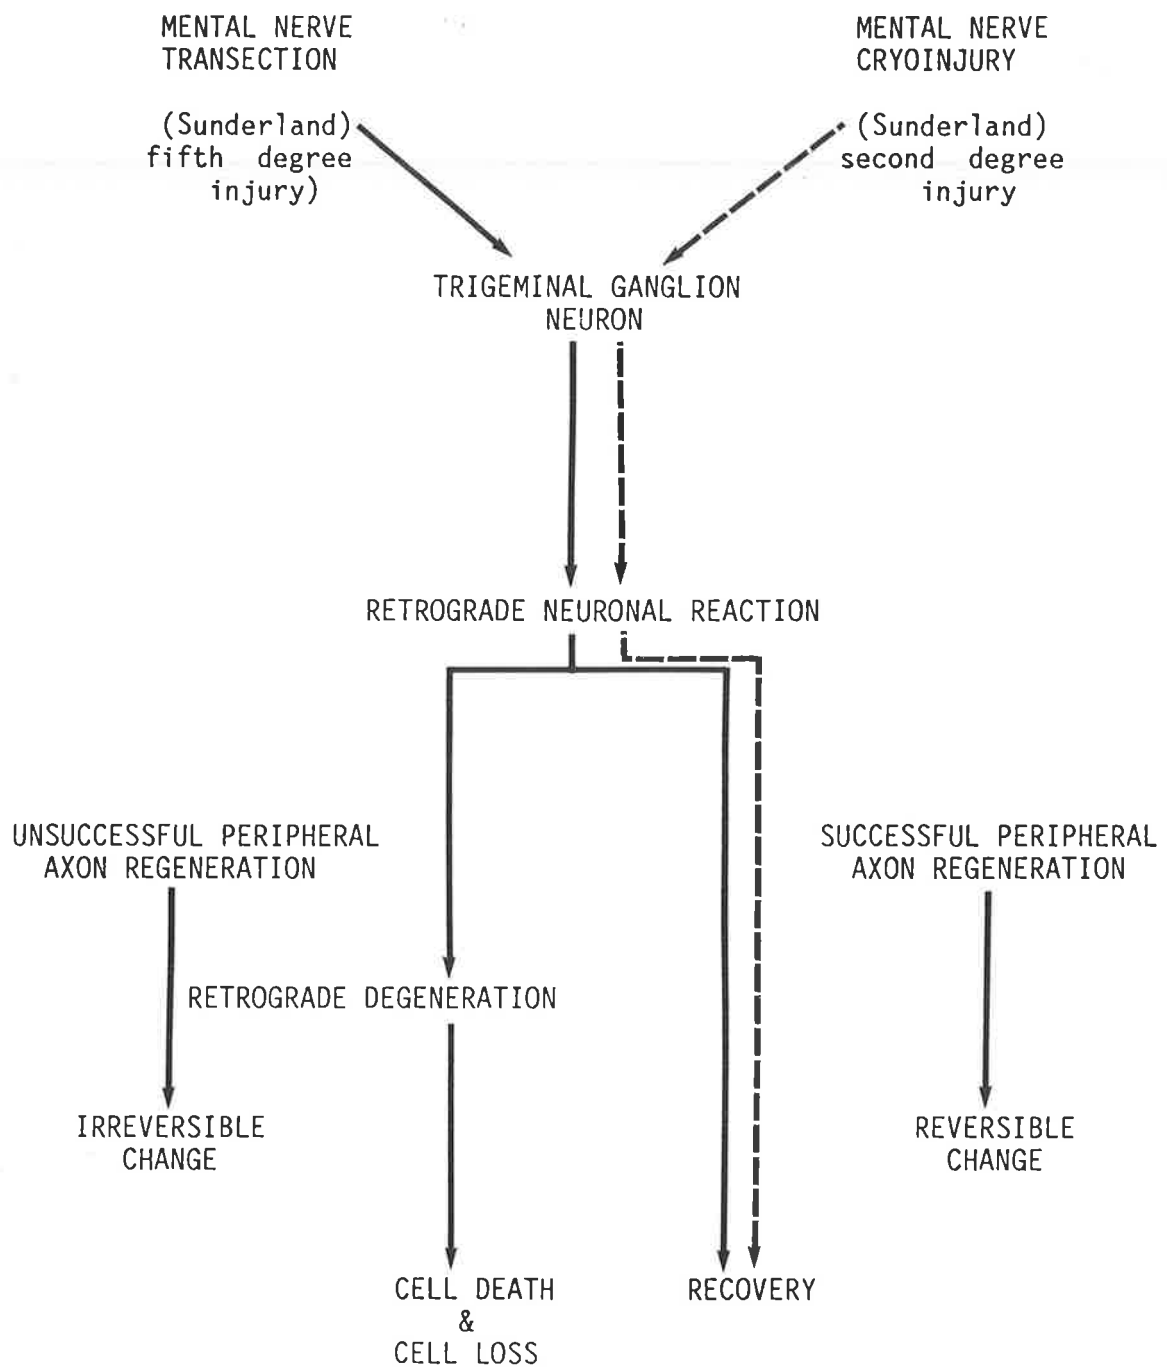 MENTAL NERVE
TRANSECTION
(Sunderland)
fifth degree
injury)
MENTAL NERVE
CRYOINJURY
(Sunderland)
second degree
injury
TRIGEMINAL GANGLION
NEURON
RETROGRADE NEURONAL REACTION
UNSUCCESSFUL PERIPHERAL
AXON REGENERATION
SUCCESSFUL PERIPHERAL
AXON REGENERATION
RETROGRADE DEGENERATION
IRREVERSIBLE
CHANGE
REVERSIBLE
CHANGE
CELL DEATH
&
CELL LOSS
RECOVERY